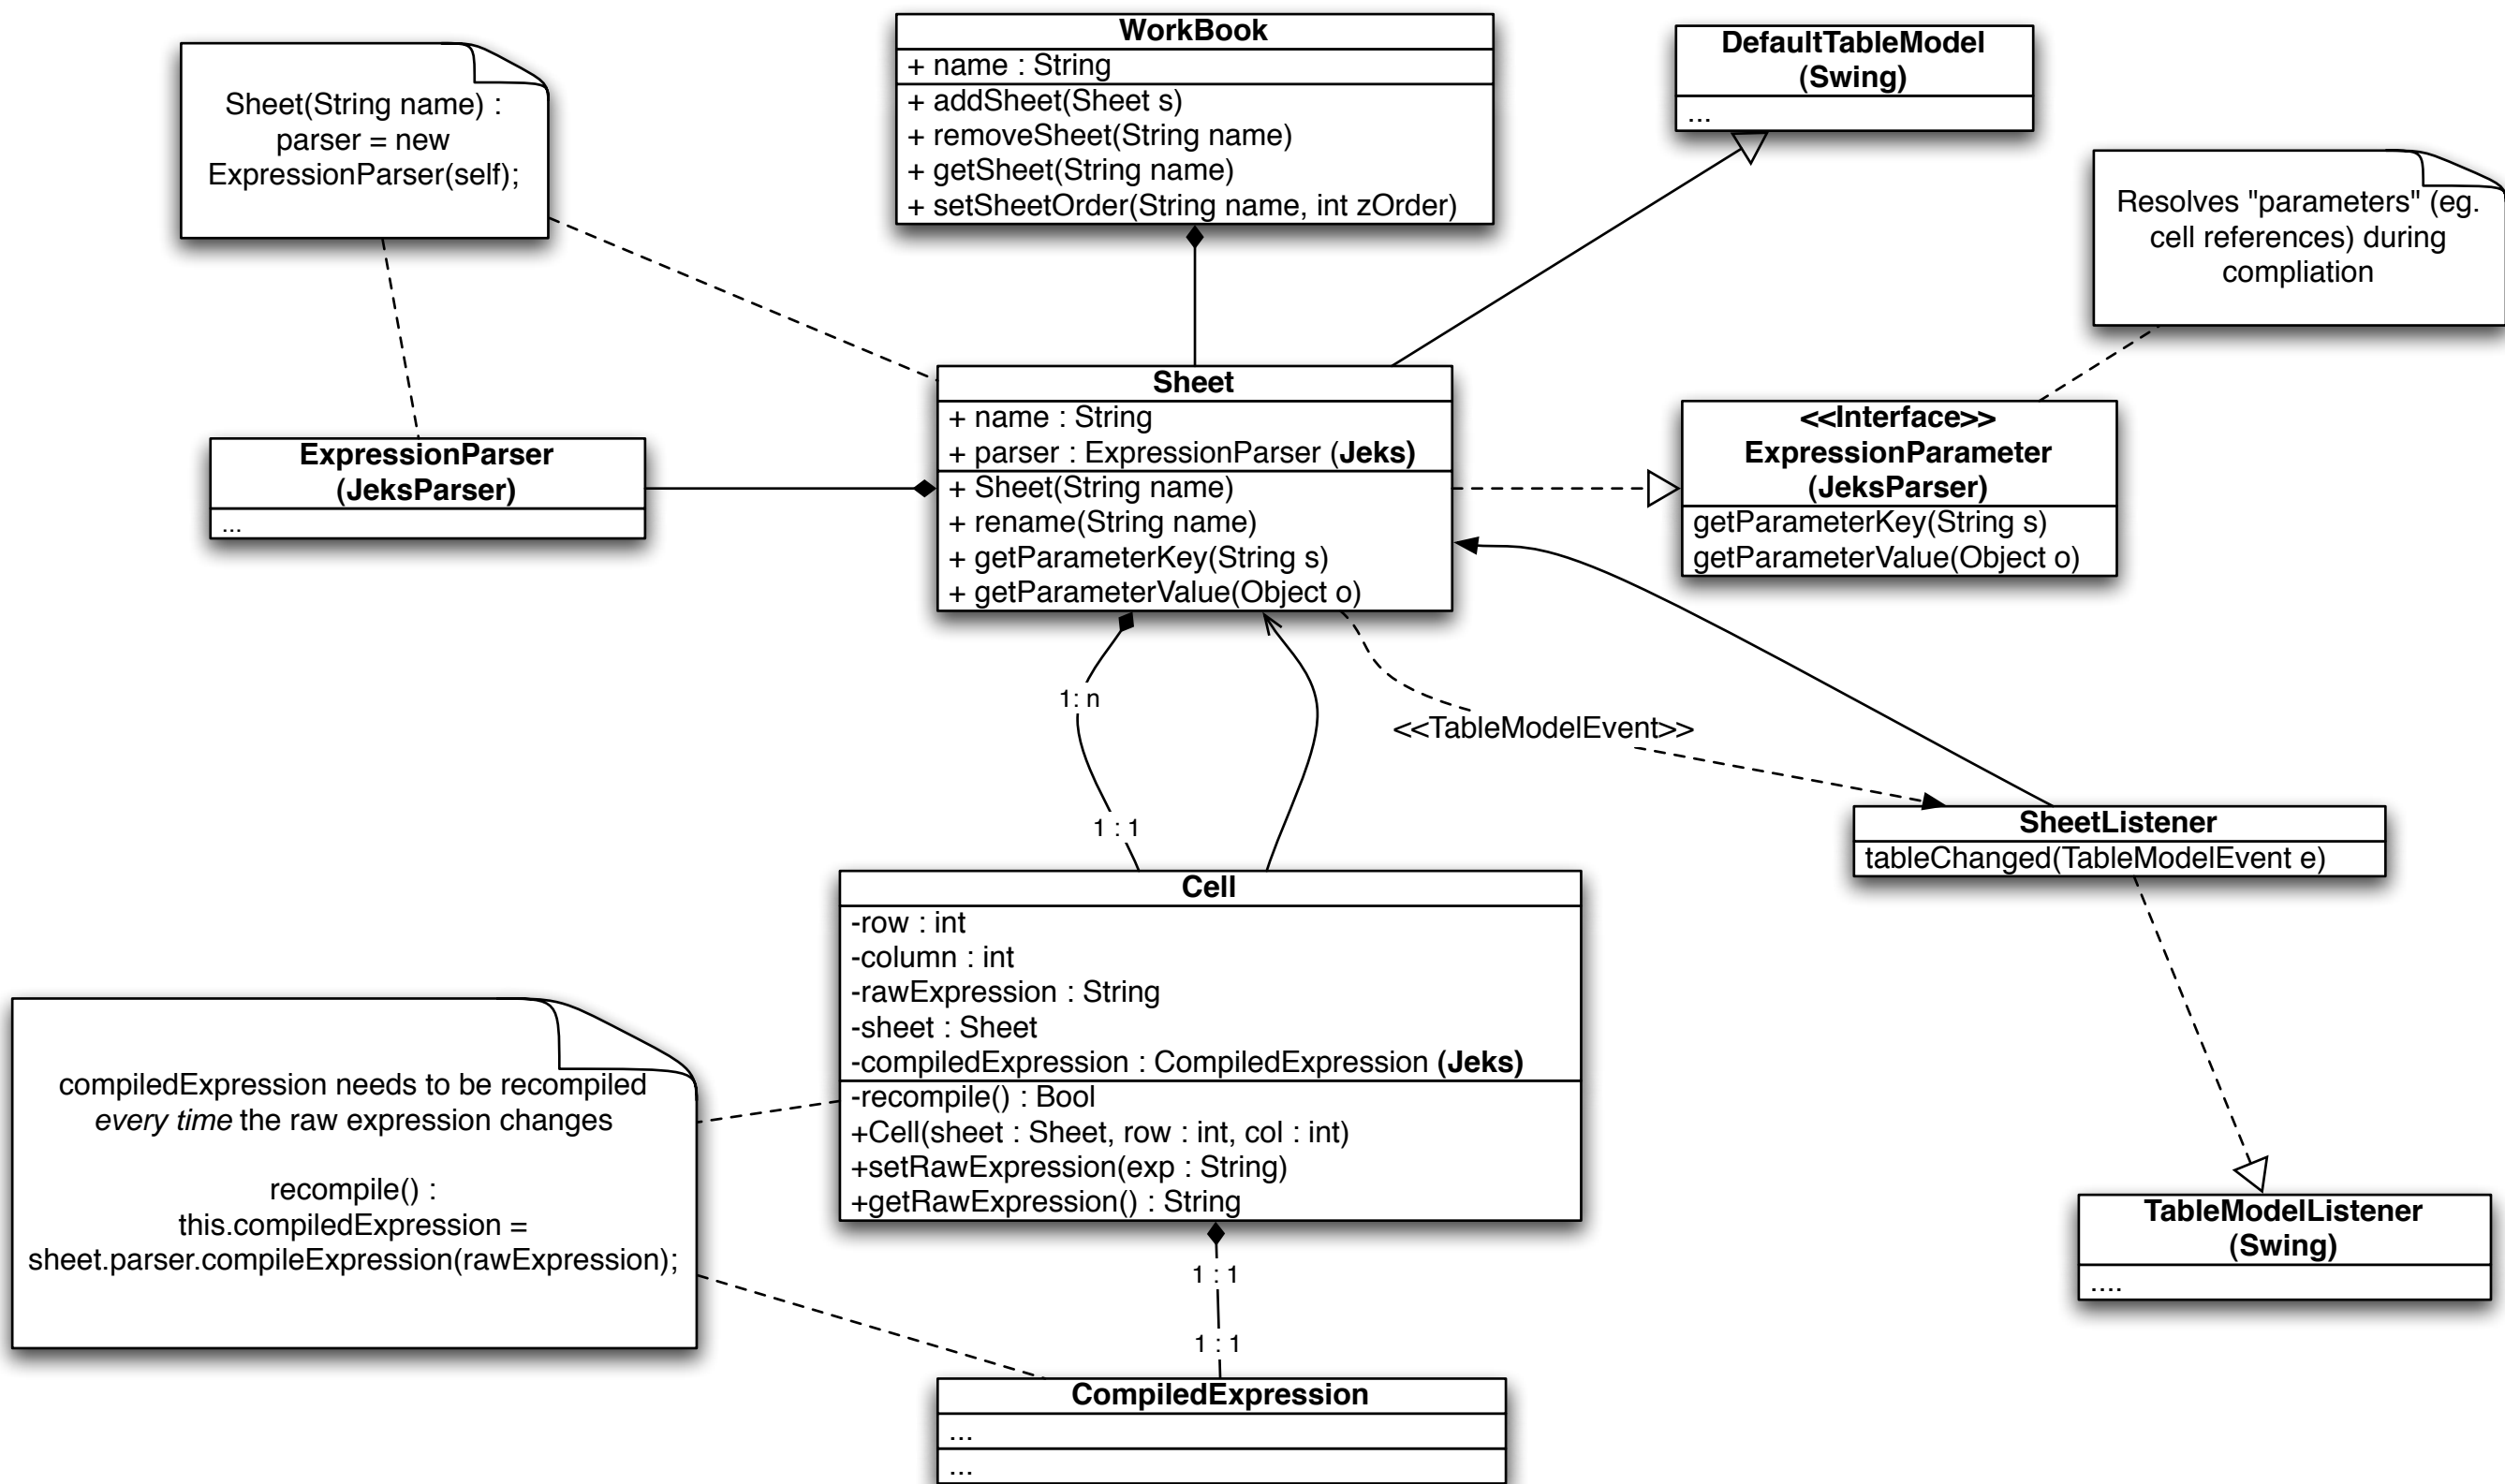 WorkBook
+ name : String
+ addSheet(Sheet s)
+ removeSheet(String name)
+ getSheet(String name)
+ setSheetOrder(String name, int zOrder)
DefaultTableModel
(Swing)
...
Sheet(String name) :
parser = new
ExpressionParser(self);
Resolves "parameters" (eg.
cell references) during
compliation
Sheet
+ name : String
+ parser : ExpressionParser (Jeks)
+ Sheet(String name)
+ rename(String name)
+ getParameterKey(String s)
+ getParameterValue(Object o)
ExpressionParser
(JeksParser)
...
<<Interface>>
ExpressionParameter
(JeksParser)
getParameterKey(String s)
getParameterValue(Object o)
1: n
<<TableModelEvent>>
1 : 1
SheetListener
tableChanged(TableModelEvent e)
Cell
-row : int
-column : int
-rawExpression : String
-sheet : Sheet
-compiledExpression : CompiledExpression (Jeks)
-recompile() : Bool
+Cell(sheet : Sheet, row : int, col : int)
+setRawExpression(exp : String)
+getRawExpression() : String
compiledExpression needs to be recompiled
every time the raw expression changes
recompile() :
this.compiledExpression =
sheet.parser.compileExpression(rawExpression);
TableModelListener
(Swing)
....
1 : 1
1 : 1
CompiledExpression
...
...